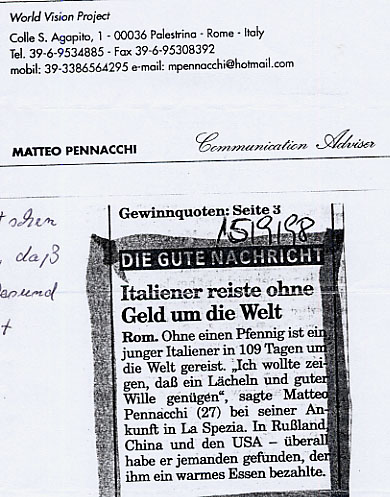 World Vision Project
Colle S. Agapito, 1 - 00036 Palestrina - Rome - Italy
Tel. 39-6-9534885 - Fax 39-6-95308392
mobil: 39-3386564295 e-mail: mpennacchi@hotmail.com
MATTEO PENNACCHI Communication Adviser
Gewinnquoten: Seite 3
15/9/98
DIE GUTE NACHRICHT
Italiener reiste ohne
Geld um die Welt
Rom. Ohne einen Pfennig ist ein
junger Italiener in 109 Tagen um
die Welt gereist. „Ich wollte zei-
gen, daß ein Lächeln und guter
Wille genügen“, sagte Matteo
Pennacchi (27) bei seiner An-
kunft in La Spezia. In Rußland,
China und den USA – überall
habe er jemanden gefunden, der
ihm ein warmes Essen bezahlte.
daß